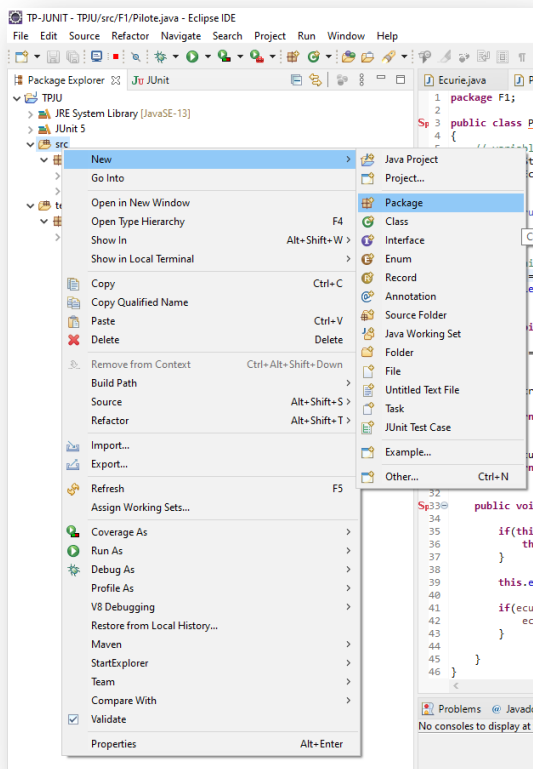 TP-JUNIT - TPJU/src/F1/Pilote.java - Eclipse IDE
File Edit Source Refactor Navigate Search Project Run Window Help
Package Explorer JUnit
TPJU
JRE System Library [JavaSE-13]
JUnit 5
src
New
Go Into
Open in New Window
Open Type Hierarchy F4
Show In Alt+Shift+W >
Show in Local Terminal >
Copy Ctrl+C
Copy Qualified Name
Paste Ctrl+V
Delete Delete
Remove from Context Ctrl+Alt+Shift+Down
Build Path >
Source Alt+Shift+S >
Refactor Alt+Shift+T >
Import...
Export...
Refresh F5
Assign Working Sets...
Coverage As >
Run As >
Debug As >
Profile As >
V8 Debugging >
Restore from Local History...
Maven >
StartExplorer >
Team >
Compare With >
Validate
Properties Alt+Enter
Java Project
Project...
Package
Class
Interface
Enum
Record
Annotation
Source Folder
Java Working Set
Folder
File
Untitled Text File
Task
JUnit Test Case
Example...
Other... Ctrl+N
Ecurie.java
1 package F1;
2
3 public class
4 {
32
33 public voi
34
35 if(thi
36 th
37 }
38
39 this.e
40
41 if(ecu
42 ec
43 }
44
45 }
46 }
Problems @ Javado
No consoles to display at